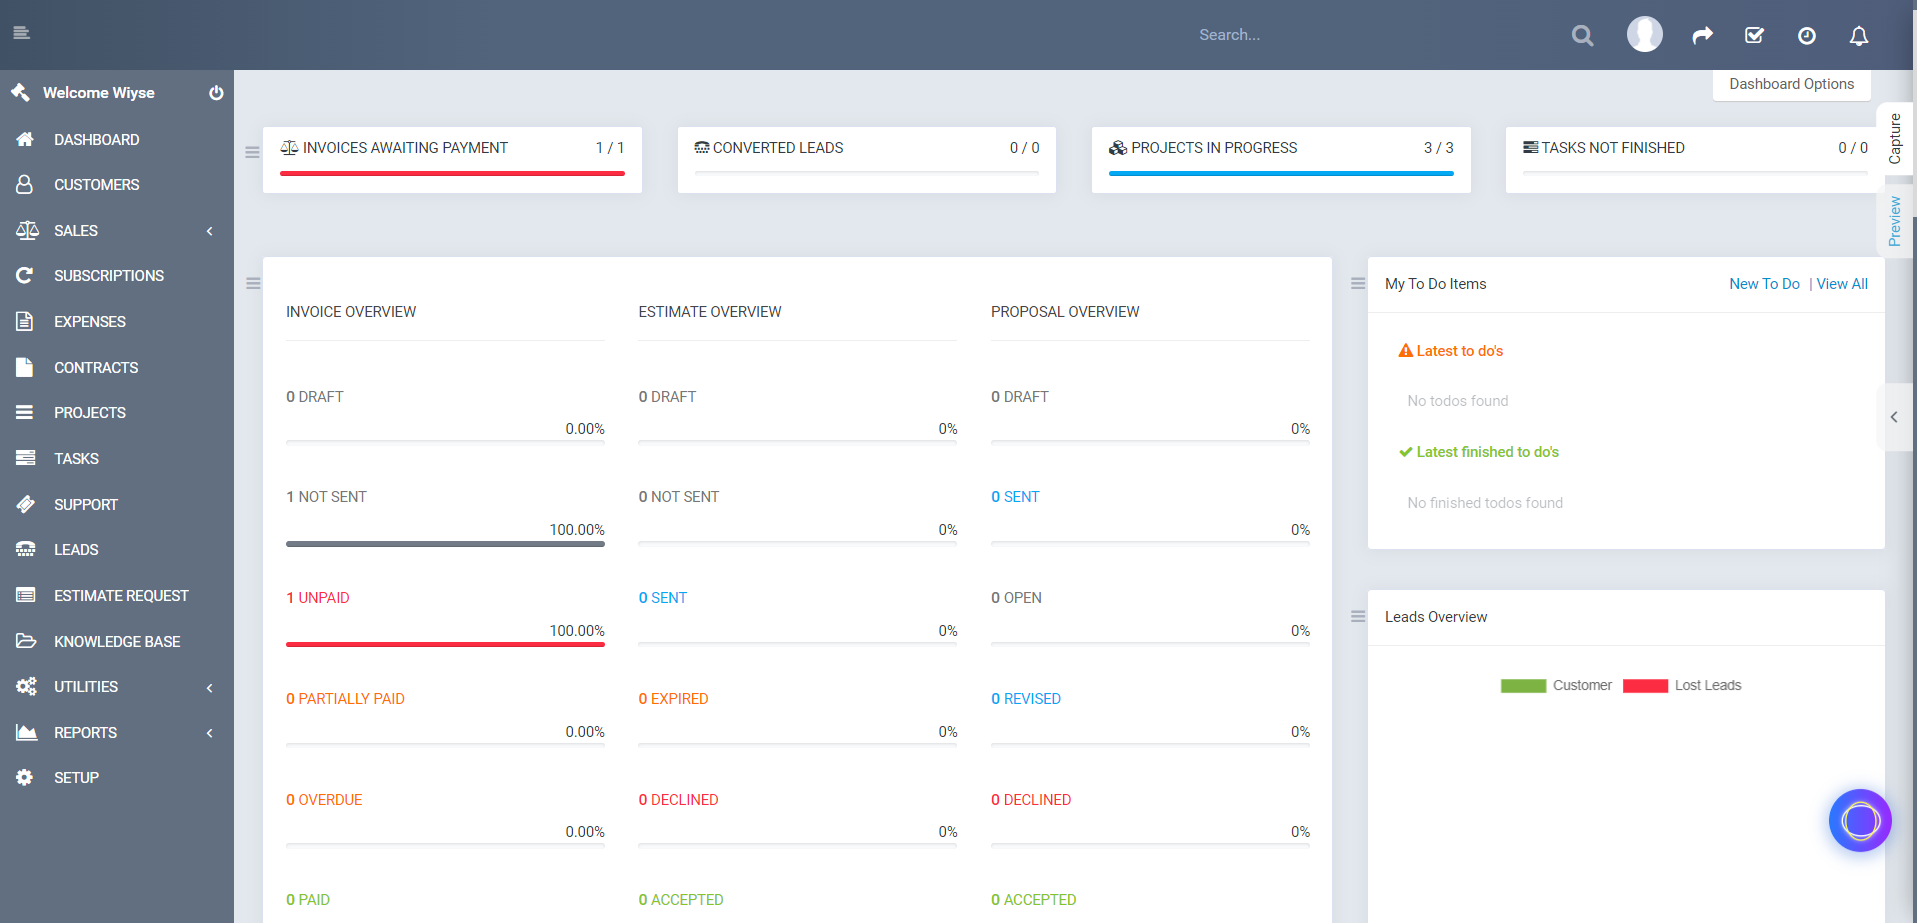 Search...
Welcome Wiyse
DASHBOARD
CUSTOMERS
SALES
SUBSCRIPTIONS
EXPENSES
CONTRACTS
PROJECTS
TASKS
SUPPORT
LEADS
ESTIMATE REQUEST
KNOWLEDGE BASE
UTILITIES
REPORTS
SETUP
Dashboard Options
INVOICES AWAITING PAYMENT 1 / 1
CONVERTED LEADS 0 / 0
PROJECTS IN PROGRESS 3 / 3
TASKS NOT FINISHED 0 / 0
Capture
Preview
INVOICE OVERVIEW
0 DRAFT
0.00%
1 NOT SENT
100.00%
1 UNPAID
100.00%
0 PARTIALLY PAID
0.00%
0 OVERDUE
0.00%
0 PAID
ESTIMATE OVERVIEW
0 DRAFT
0%
0 NOT SENT
0%
0 SENT
0%
0 EXPIRED
0%
0 DECLINED
0%
0 ACCEPTED
PROPOSAL OVERVIEW
0 DRAFT
0%
0 SENT
0%
0 OPEN
0%
0 REVISED
0%
0 DECLINED
0%
0 ACCEPTED
My To Do Items New To Do | View All
Latest to do's
No todos found
Latest finished to do's
No finished todos found
Leads Overview
Customer Lost Leads